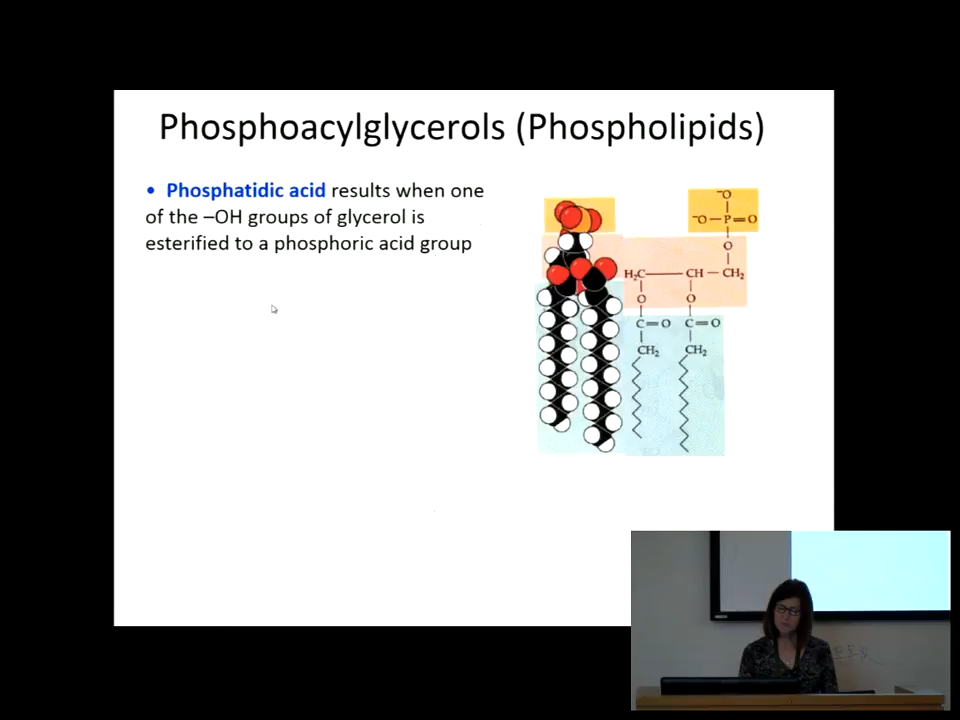 Phosphoacylglycerols (Phospholipids)
• Phosphatidic acid results when one
of the –OH groups of glycerol is
esterified to a phosphoric acid group
⁻O
⁻O—P=O
O
H₂C CH—CH₂
O O
C=O C=O
CH₂ CH₂